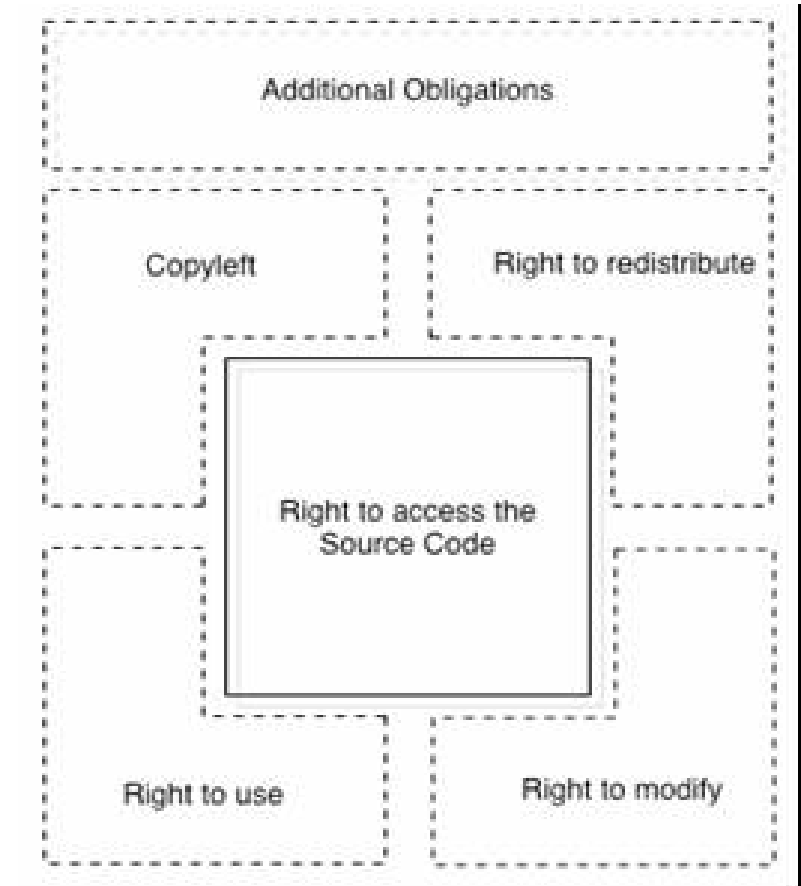 Additional Obligations
Copyleft
Right to redistribute
Right to access the
Source Code
Right to use
Right to modify